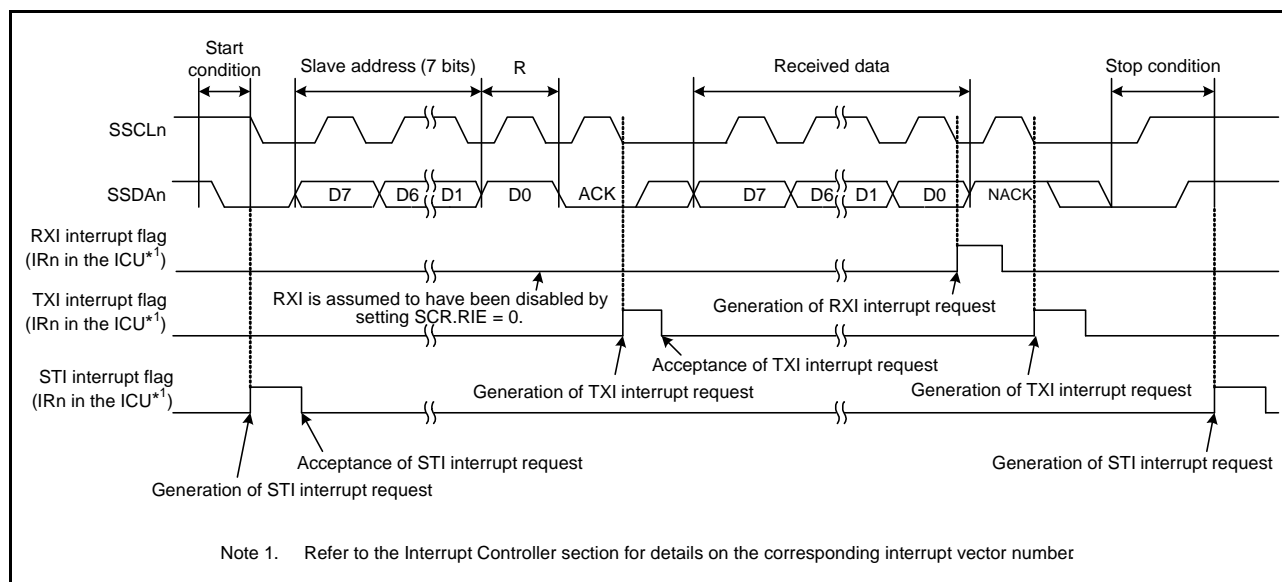 Start
condition
Slave address (7 bits)
R
Received data
Stop condition
SSCLn
SSDAn
D7
D6
D1
D0
ACK
D7
D6
D1
D0
NACK
RXI interrupt flag
(IRn in the ICU*1)
RXI is assumed to have been disabled by
setting SCR.RIE = 0.
Generation of RXI interrupt request
TXI interrupt flag
(IRn in the ICU*1)
Acceptance of TXI interrupt request
Generation of TXI interrupt request
Generation of TXI interrupt request
STI interrupt flag
(IRn in the ICU*1)
Acceptance of STI interrupt request
Generation of STI interrupt request
Generation of STI interrupt request
Note 1. Refer to the Interrupt Controller section for details on the corresponding interrupt vector number.